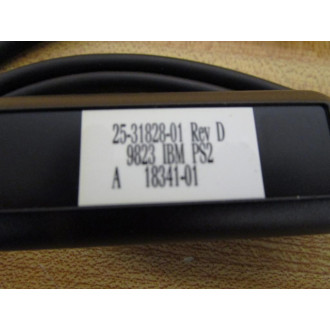 25-31828-01 Rev D
9823 IBM PS2
A 18341-01